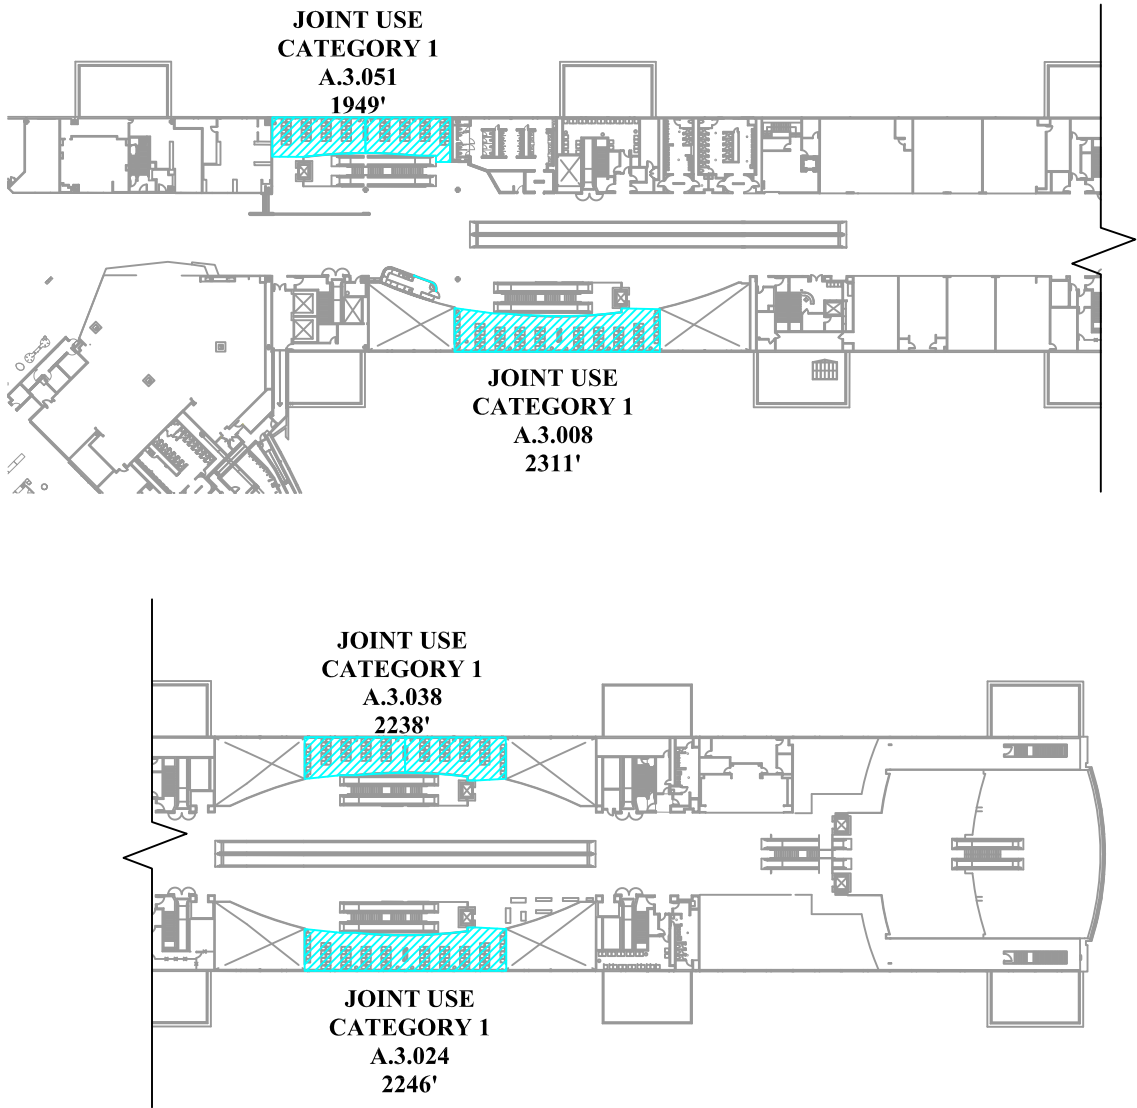 JOINT USE
CATEGORY 1
A.3.051
1949'
JOINT USE
CATEGORY 1
A.3.008
2311'
JOINT USE
CATEGORY 1
A.3.038
2238'
JOINT USE
CATEGORY 1
A.3.024
2246'